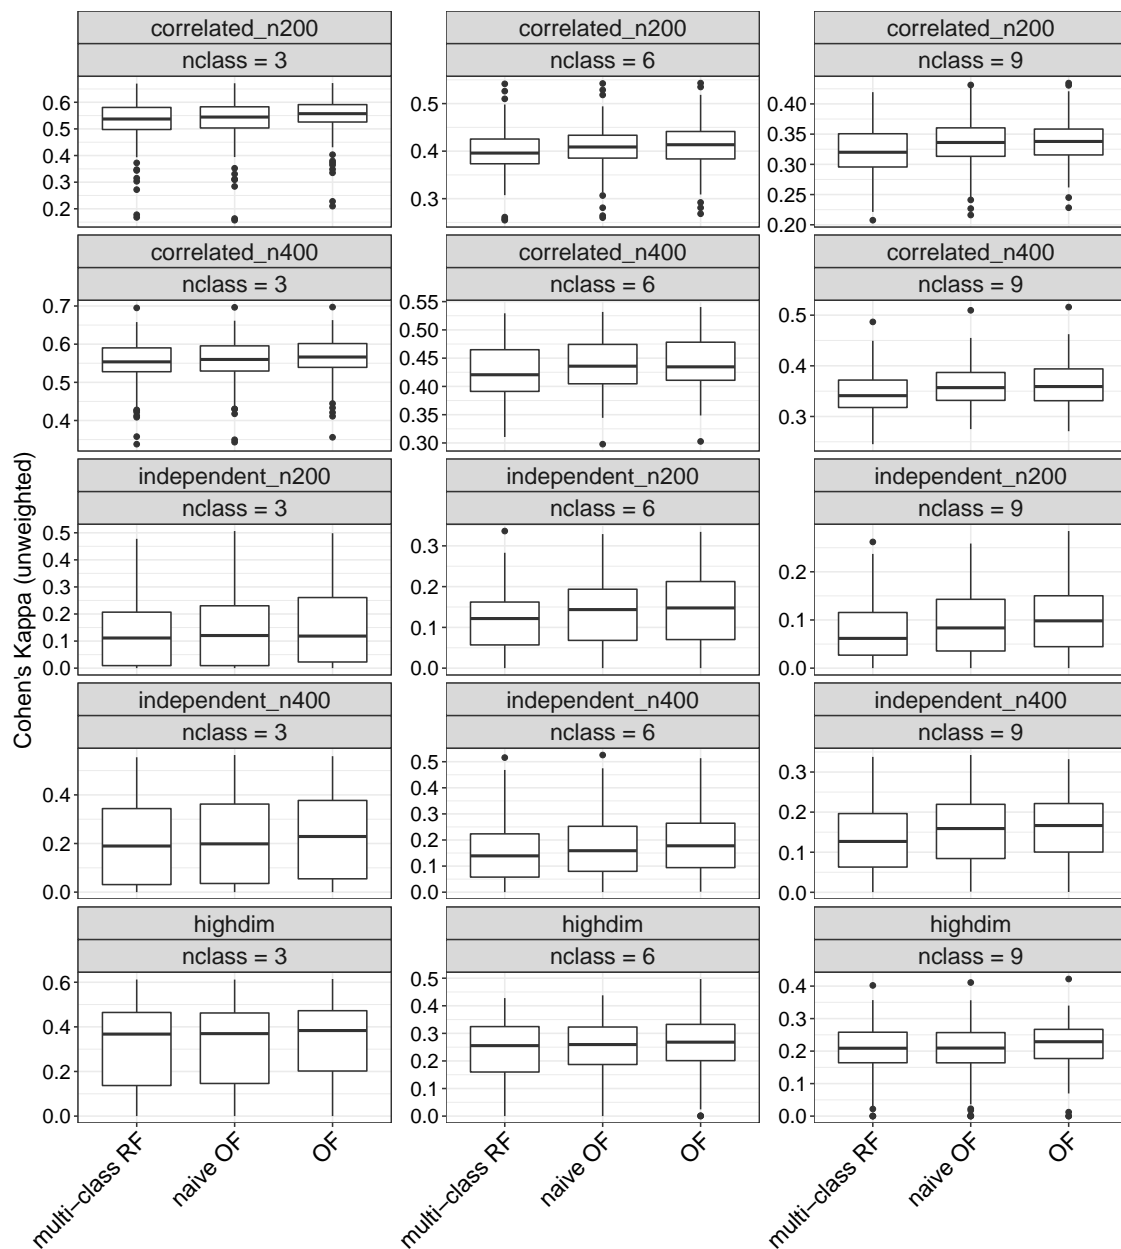 Cohen's Kappa (unweighted)
correlated_n200
nclass = 3
0.6
0.5
0.4
0.3
0.2
correlated_n200
nclass = 6
0.5
0.4
0.3
correlated_n200
nclass = 9
0.40
0.35
0.30
0.25
0.20
correlated_n400
nclass = 3
0.7
0.6
0.5
0.4
correlated_n400
nclass = 6
0.55
0.50
0.45
0.40
0.35
0.30
correlated_n400
nclass = 9
0.5
0.4
0.3
independent_n200
nclass = 3
0.5
0.4
0.3
0.2
0.1
0.0
independent_n200
nclass = 6
0.3
0.2
0.1
0.0
independent_n200
nclass = 9
0.2
0.1
0.0
independent_n400
nclass = 3
0.4
0.2
0.0
independent_n400
nclass = 6
0.5
0.4
0.3
0.2
0.1
0.0
independent_n400
nclass = 9
0.3
0.2
0.1
0.0
highdim
nclass = 3
0.6
0.4
0.2
0.0
highdim
nclass = 6
0.5
0.4
0.3
0.2
0.1
0.0
highdim
nclass = 9
0.4
0.3
0.2
0.1
0.0
multi−class RF
naive OF
OF
multi−class RF
naive OF
OF
multi−class RF
naive OF
OF